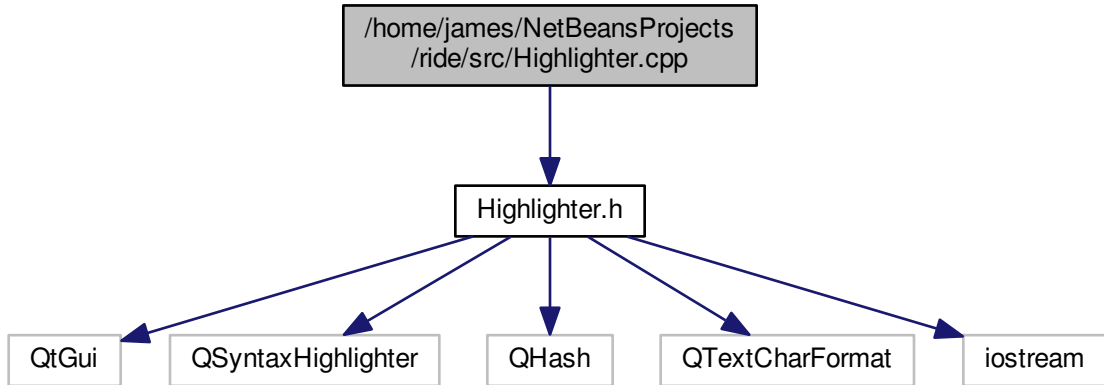 /home/james/NetBeansProjects
/ride/src/Highlighter.cpp
Highlighter.h
QtGui
QSyntaxHighlighter
QHash
QTextCharFormat
iostream